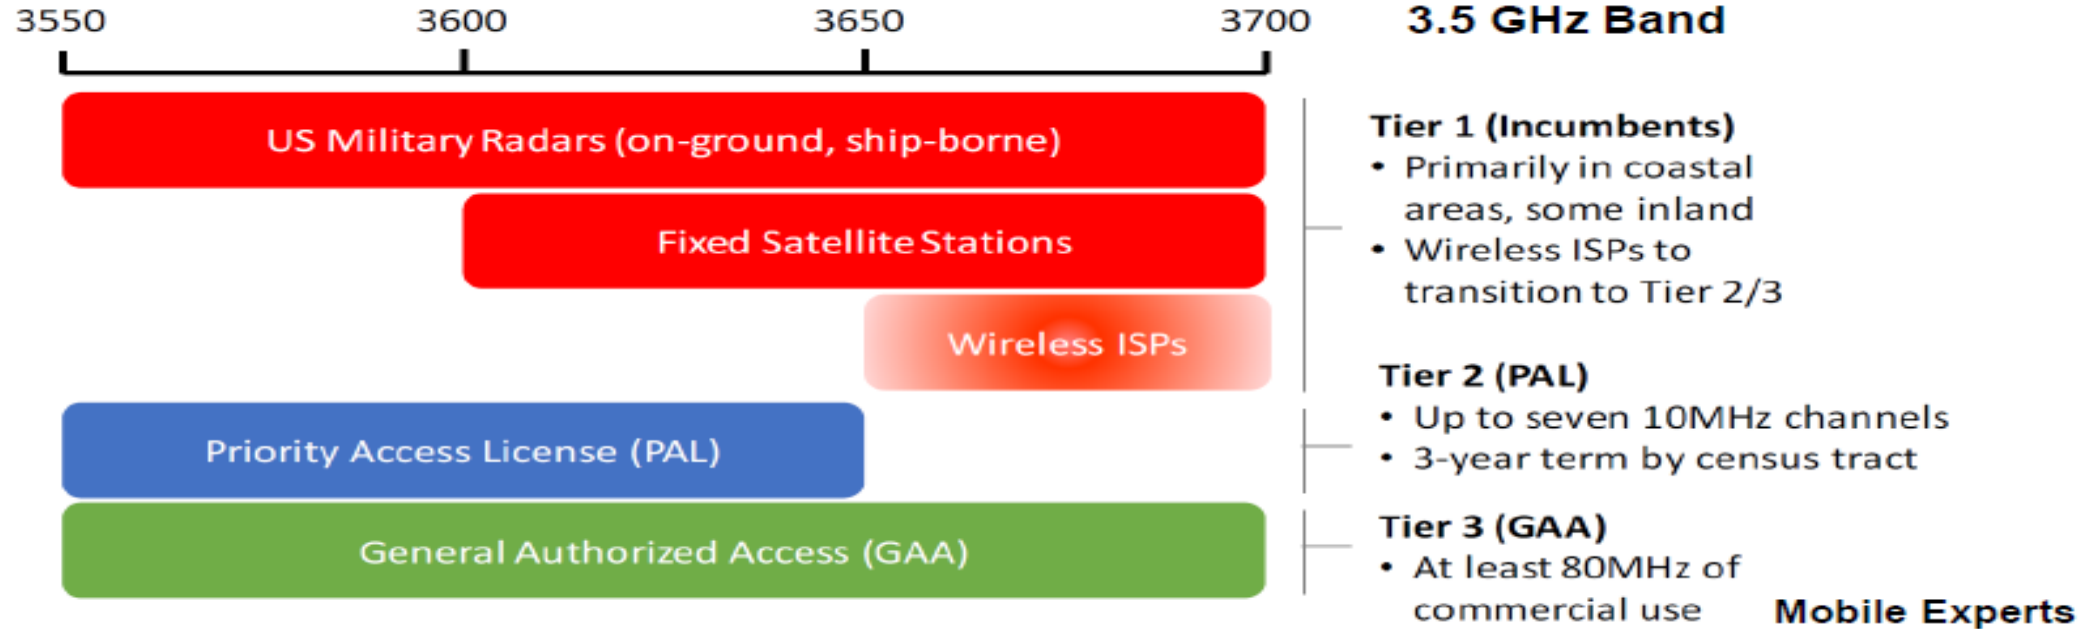 3550 3600 3650 3700 3.5 GHz Band
US Military Radars (on-ground, ship-borne)
Fixed Satellite Stations
Wireless ISPs
Priority Access License (PAL)
General Authorized Access (GAA)
Tier 1 (Incumbents)
• Primarily in coastal
areas, some inland
• Wireless ISPs to
transition to Tier 2/3
Tier 2 (PAL)
• Up to seven 10MHz channels
• 3-year term by census tract
Tier 3 (GAA)
• At least 80MHz of
commercial use
Mobile Experts